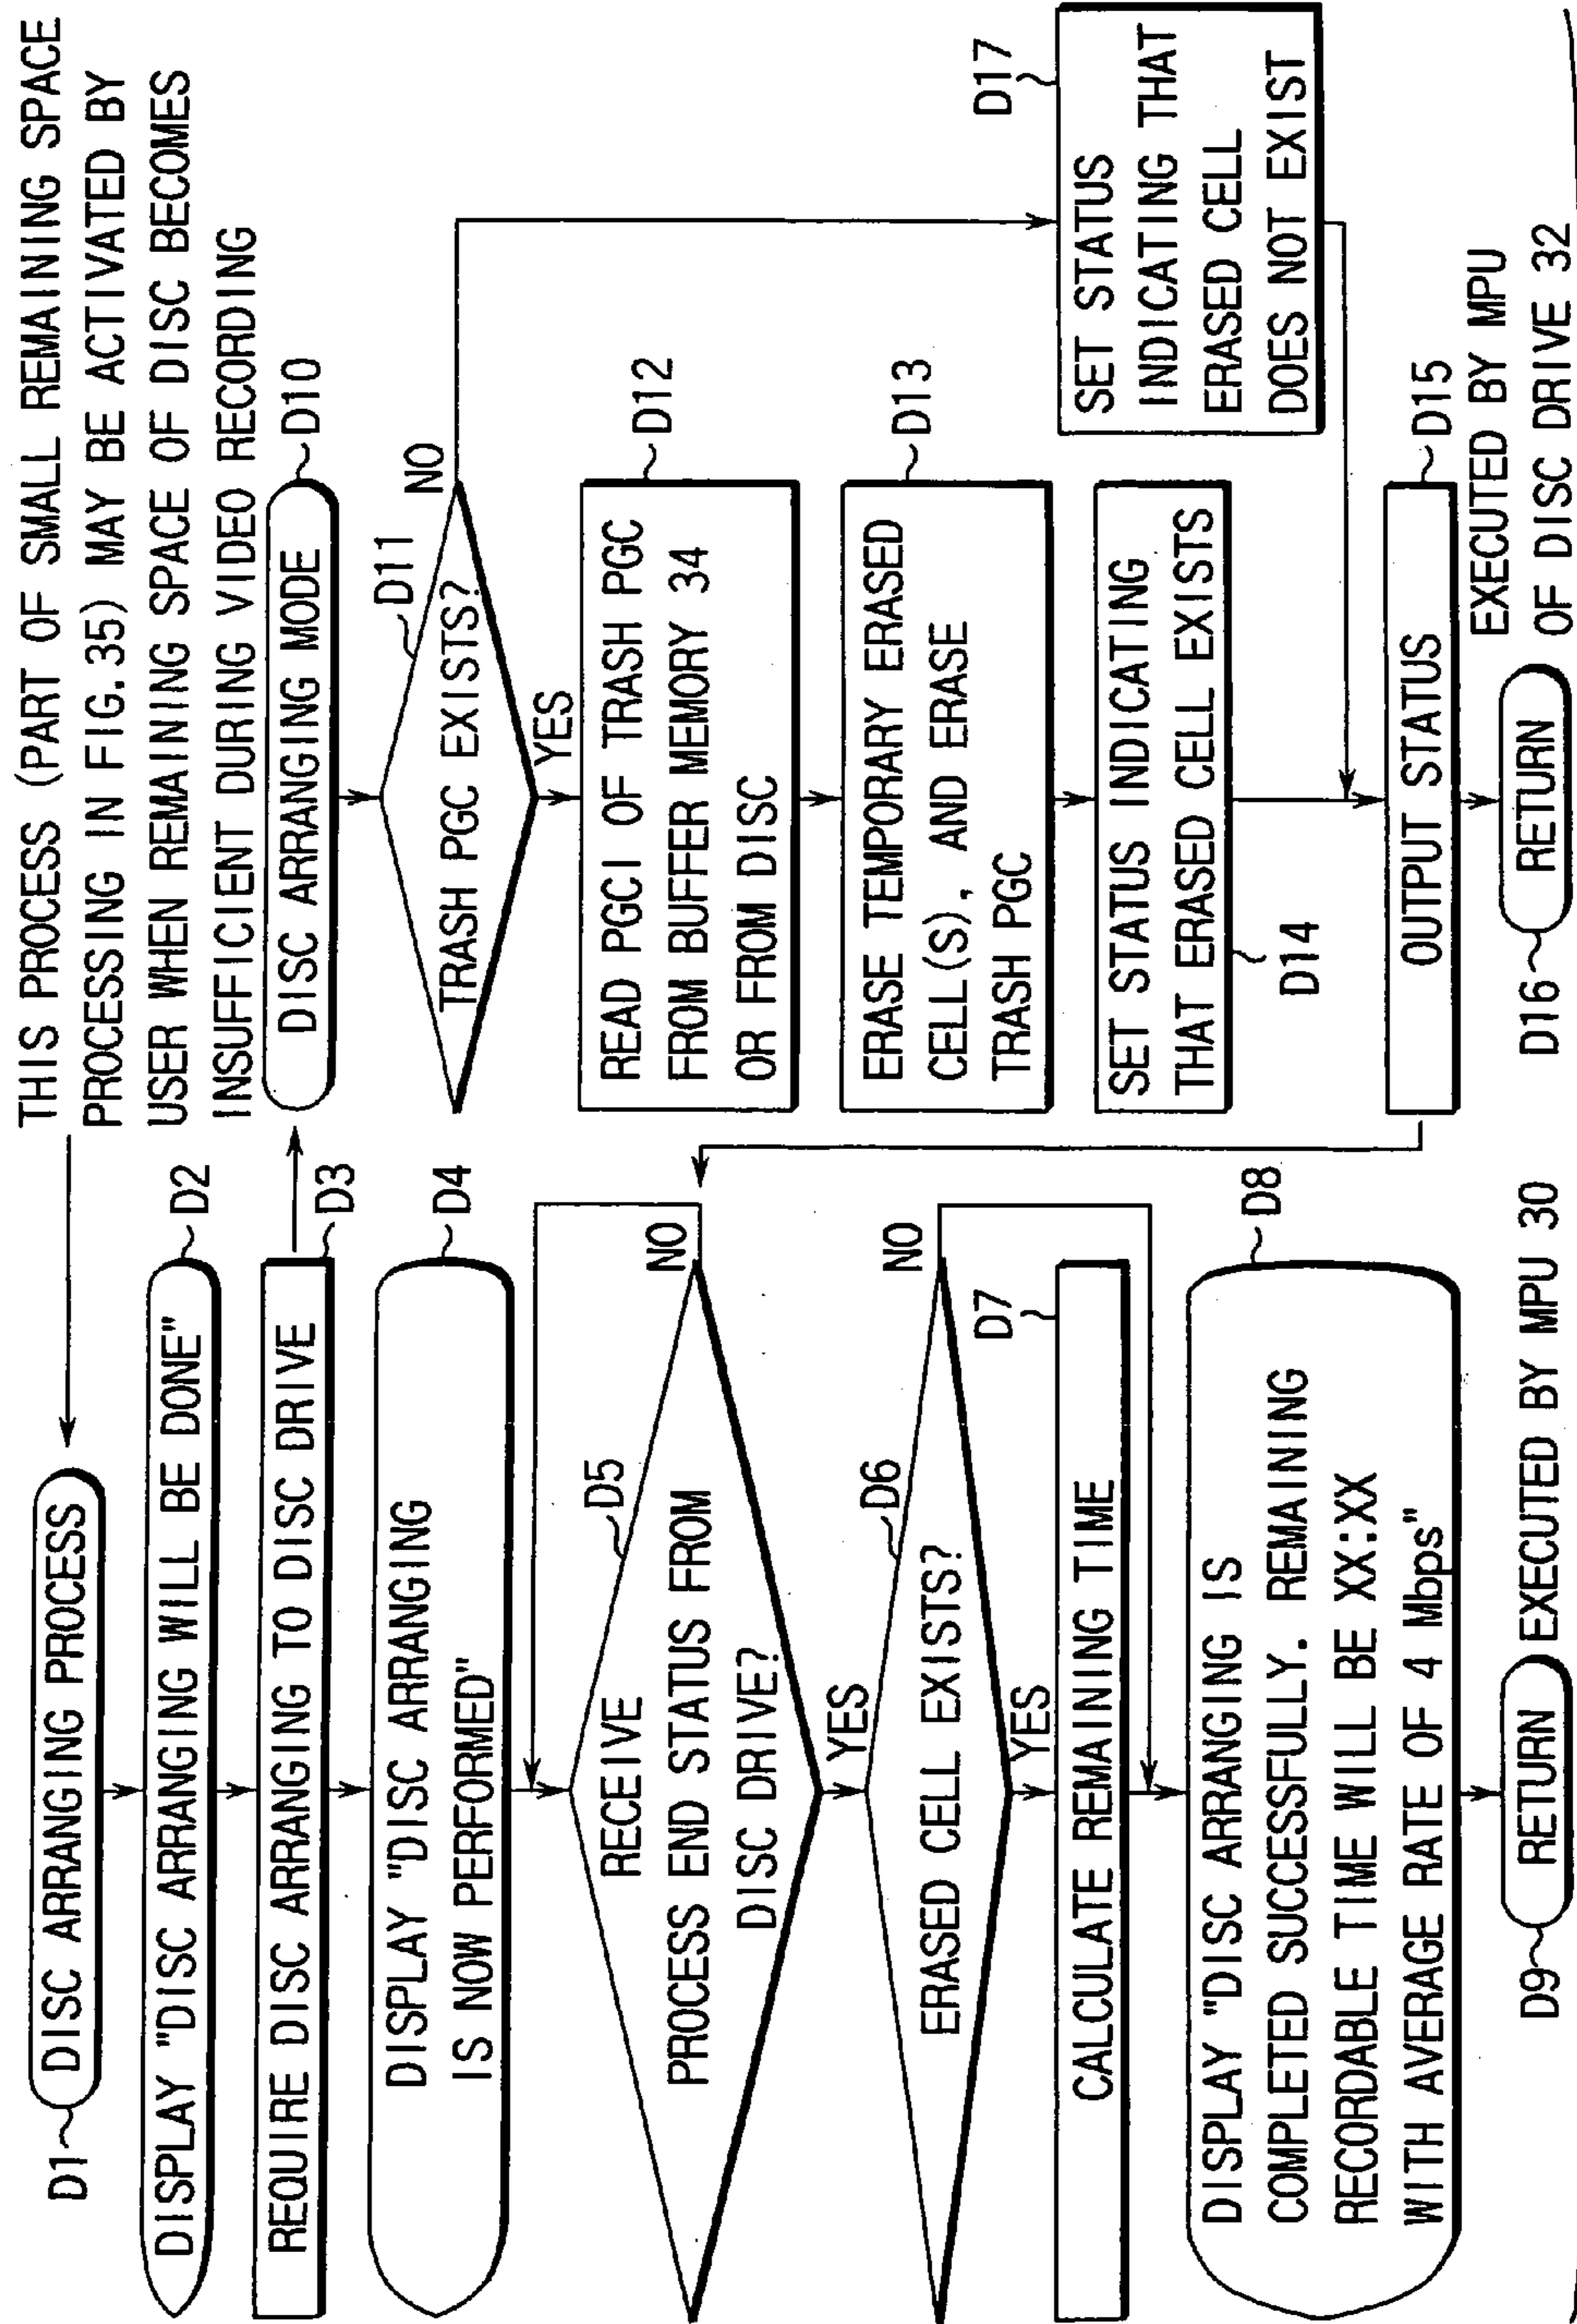 THIS PROCESS (PART OF SMALL REMAINING SPACE
PROCESSING IN FIG.35) MAY BE ACTIVATED BY
USER WHEN REMAINING SPACE OF DISC BECOMES
INSUFFICIENT DURING VIDEO RECORDING
D1
DISC ARRANGING PROCESS
DISPLAY "DISC ARRANGING WILL BE DONE"
D2
REQUIRE DISC ARRANGING TO DISC DRIVE
D3
DISPLAY "DISC ARRANGING
IS NOW PERFORMED"
D4
RECEIVE
PROCESS END STATUS FROM
DISC DRIVE?
D5
NO
YES
ERASED CELL EXISTS?
D6
NO
YES
CALCULATE REMAINING TIME
D7
DISPLAY "DISC ARRANGING IS
COMPLETED SUCCESSFULLY. REMAINING
RECORDABLE TIME WILL BE XX:XX
WITH AVERAGE RATE OF 4 Mbps"
D8
D9
RETURN
EXECUTED BY MPU 30
DISC ARRANGING MODE
D10
TRASH PGC EXISTS?
D11
NO
YES
READ PGCI OF TRASH PGC
FROM BUFFER MEMORY 34
OR FROM DISC
D12
ERASE TEMPORARY ERASED
CELL(S), AND ERASE
TRASH PGC
D13
SET STATUS INDICATING
THAT ERASED CELL EXISTS
D14
SET STATUS
INDICATING THAT
ERASED CELL
DOES NOT EXIST
D17
OUTPUT STATUS
D15
D16
RETURN
EXECUTED BY MPU
OF DISC DRIVE 32